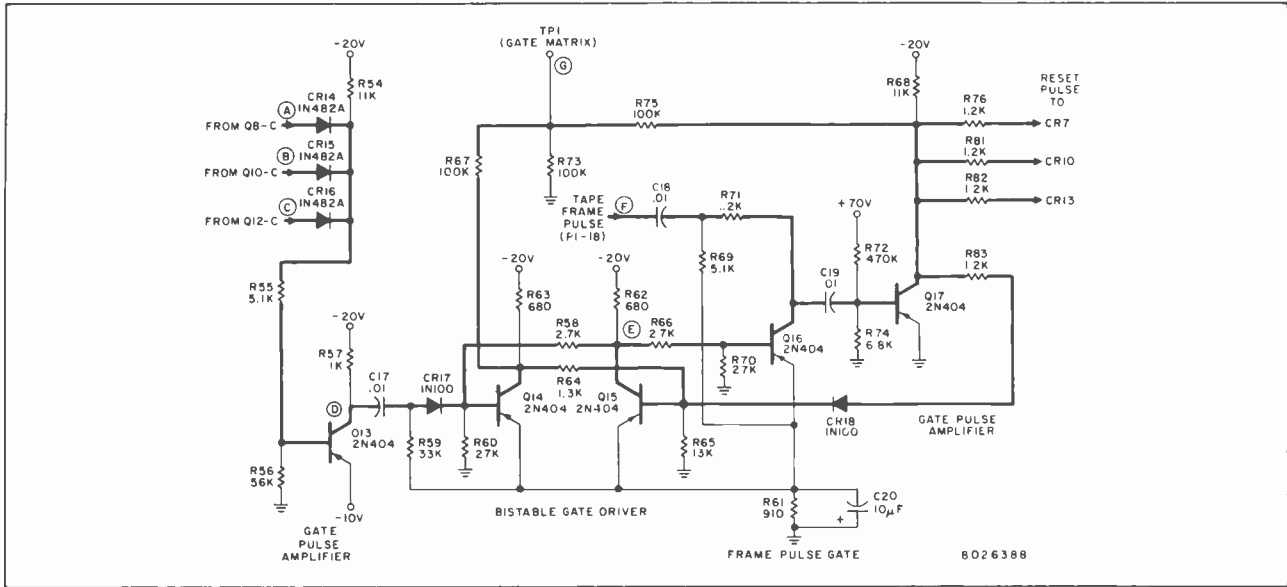 -20V
R54
11K
CR14
1N482A
A
FROM Q8-C
CR15
1N482A
B
FROM Q10-C
CR16
1N482A
C
FROM Q12-C
R55
5.1K
-20V
R57
1K
C17
.01
D
Q13
2N404
R56
56K
-10V
GATE
PULSE
AMPLIFIER
CR17
1N100
R59
33K
R60
27K
TP1
(GATE MATRIX)
G
R75
100K
R67
100K
R73
100K
TAPE
FRAME
PULSE
(P1-18)
F
C18
.01
R71
R69
5.1K
-20V
R63
680
-20V
R62
680
R58
2.7K
E
R66
2.7K
R64
1.3K
Q14
2N404
Q15
2N404
R65
13K
BISTABLE GATE DRIVER
R70
27K
Q16
2N404
C19
.01
R61
910
C20
10µF
+
FRAME PULSE GATE
-20V
R68
11K
RESET
PULSE
TO
R76
1.2K
CR7
R81
1.2K
CR10
R82
1.2K
CR13
+70V
R72
470K
R83
1.2K
Q17
2N404
R74
6.8K
CR18
1N100
GATE PULSE
AMPLIFIER
8026388